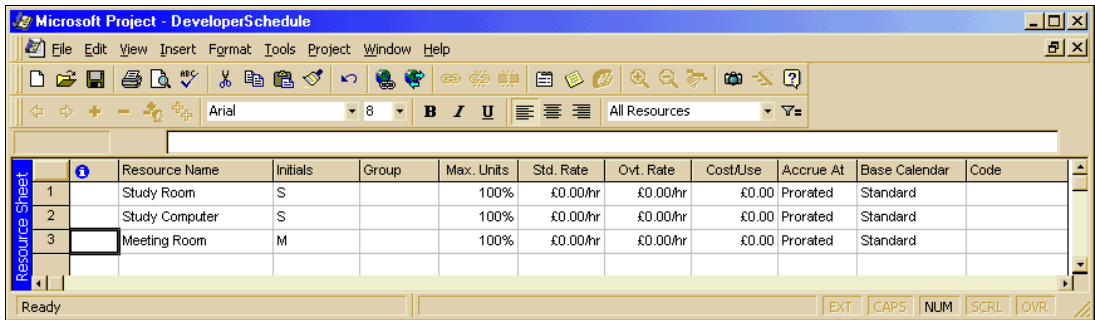 Microsoft Project - DeveloperSchedule
File Edit View Insert Format Tools Project Window Help
ABC
Arial 8 B I U All Resources
Resource Name Initials Group Max. Units Std. Rate Ovt. Rate Cost/Use Accrue At Base Calendar Code
1 Study Room S 100% £0.00/hr £0.00/hr £0.00 Prorated Standard
2 Study Computer S 100% £0.00/hr £0.00/hr £0.00 Prorated Standard
3 Meeting Room M 100% £0.00/hr £0.00/hr £0.00 Prorated Standard
Resource Sheet
Ready EXT CAPS NUM SCRL OVR